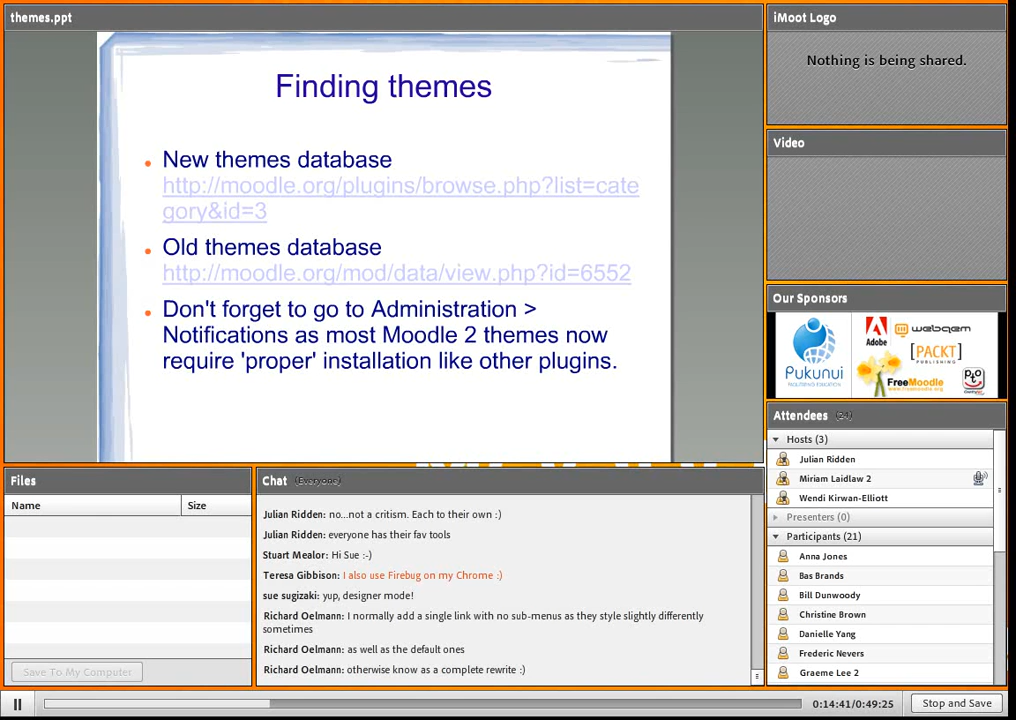 themes.ppt
Finding themes
New themes database
http://moodle.org/plugins/browse.php?list=cate
gory&id=3
Old themes database
http://moodle.org/mod/data/view.php?id=6552
Don't forget to go to Administration >
Notifications as most Moodle 2 themes now
require 'proper' installation like other plugins.
iMoot Logo
Nothing is being shared.
Video
Our Sponsors
Pukunui
Adobe
webqem
[PACKT]
PUBLISHING
FreeMoodle
Attendees (24)
Hosts (3)
Julian Ridden
Miriam Laidlaw 2
Wendi Kirwan-Elliott
Presenters (0)
Participants (21)
Anna Jones
Bas Brands
Bill Dunwoody
Christine Brown
Danielle Yang
Frederic Nevers
Graeme Lee 2
Files
Name Size
Save To My Computer
Chat (Everyone)
Julian Ridden: no...not a critism. Each to their own :)
Julian Ridden: everyone has their fav tools
Stuart Mealor: Hi Sue :-)
Teresa Gibbison: I also use Firebug on my Chrome :)
sue sugizaki: yup, designer mode!
Richard Oelmann: I normally add a single link with no sub-menus as they style slightly differently
sometimes
Richard Oelmann: as well as the default ones
Richard Oelmann: otherwise know as a complete rewrite :)
0:14:41/0:49:25
Stop and Save